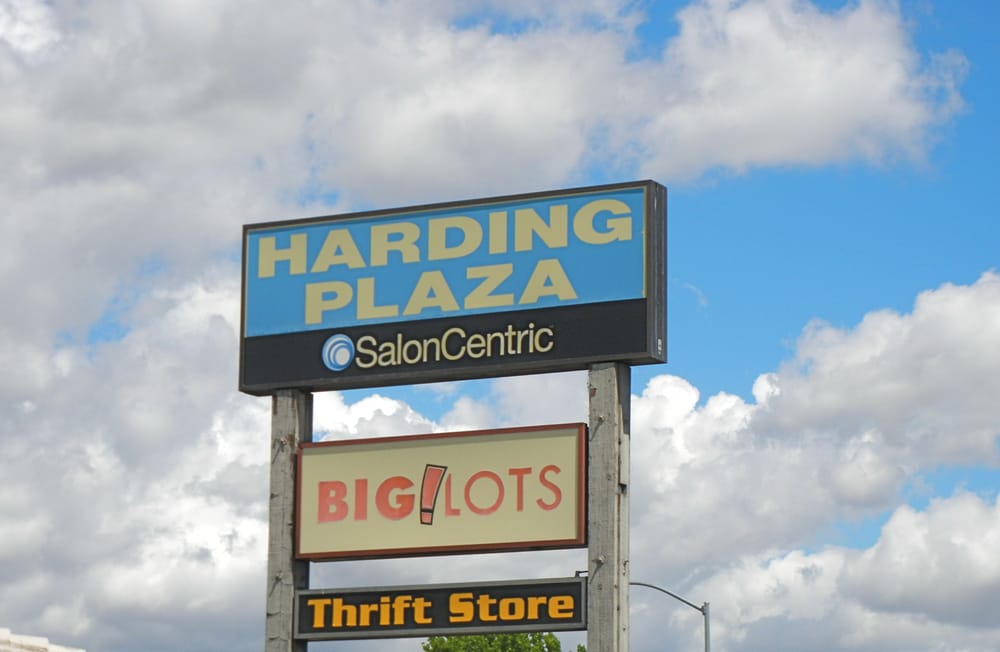 HARDING
PLAZA
SalonCentric
BIG!LOTS
Thrift Store